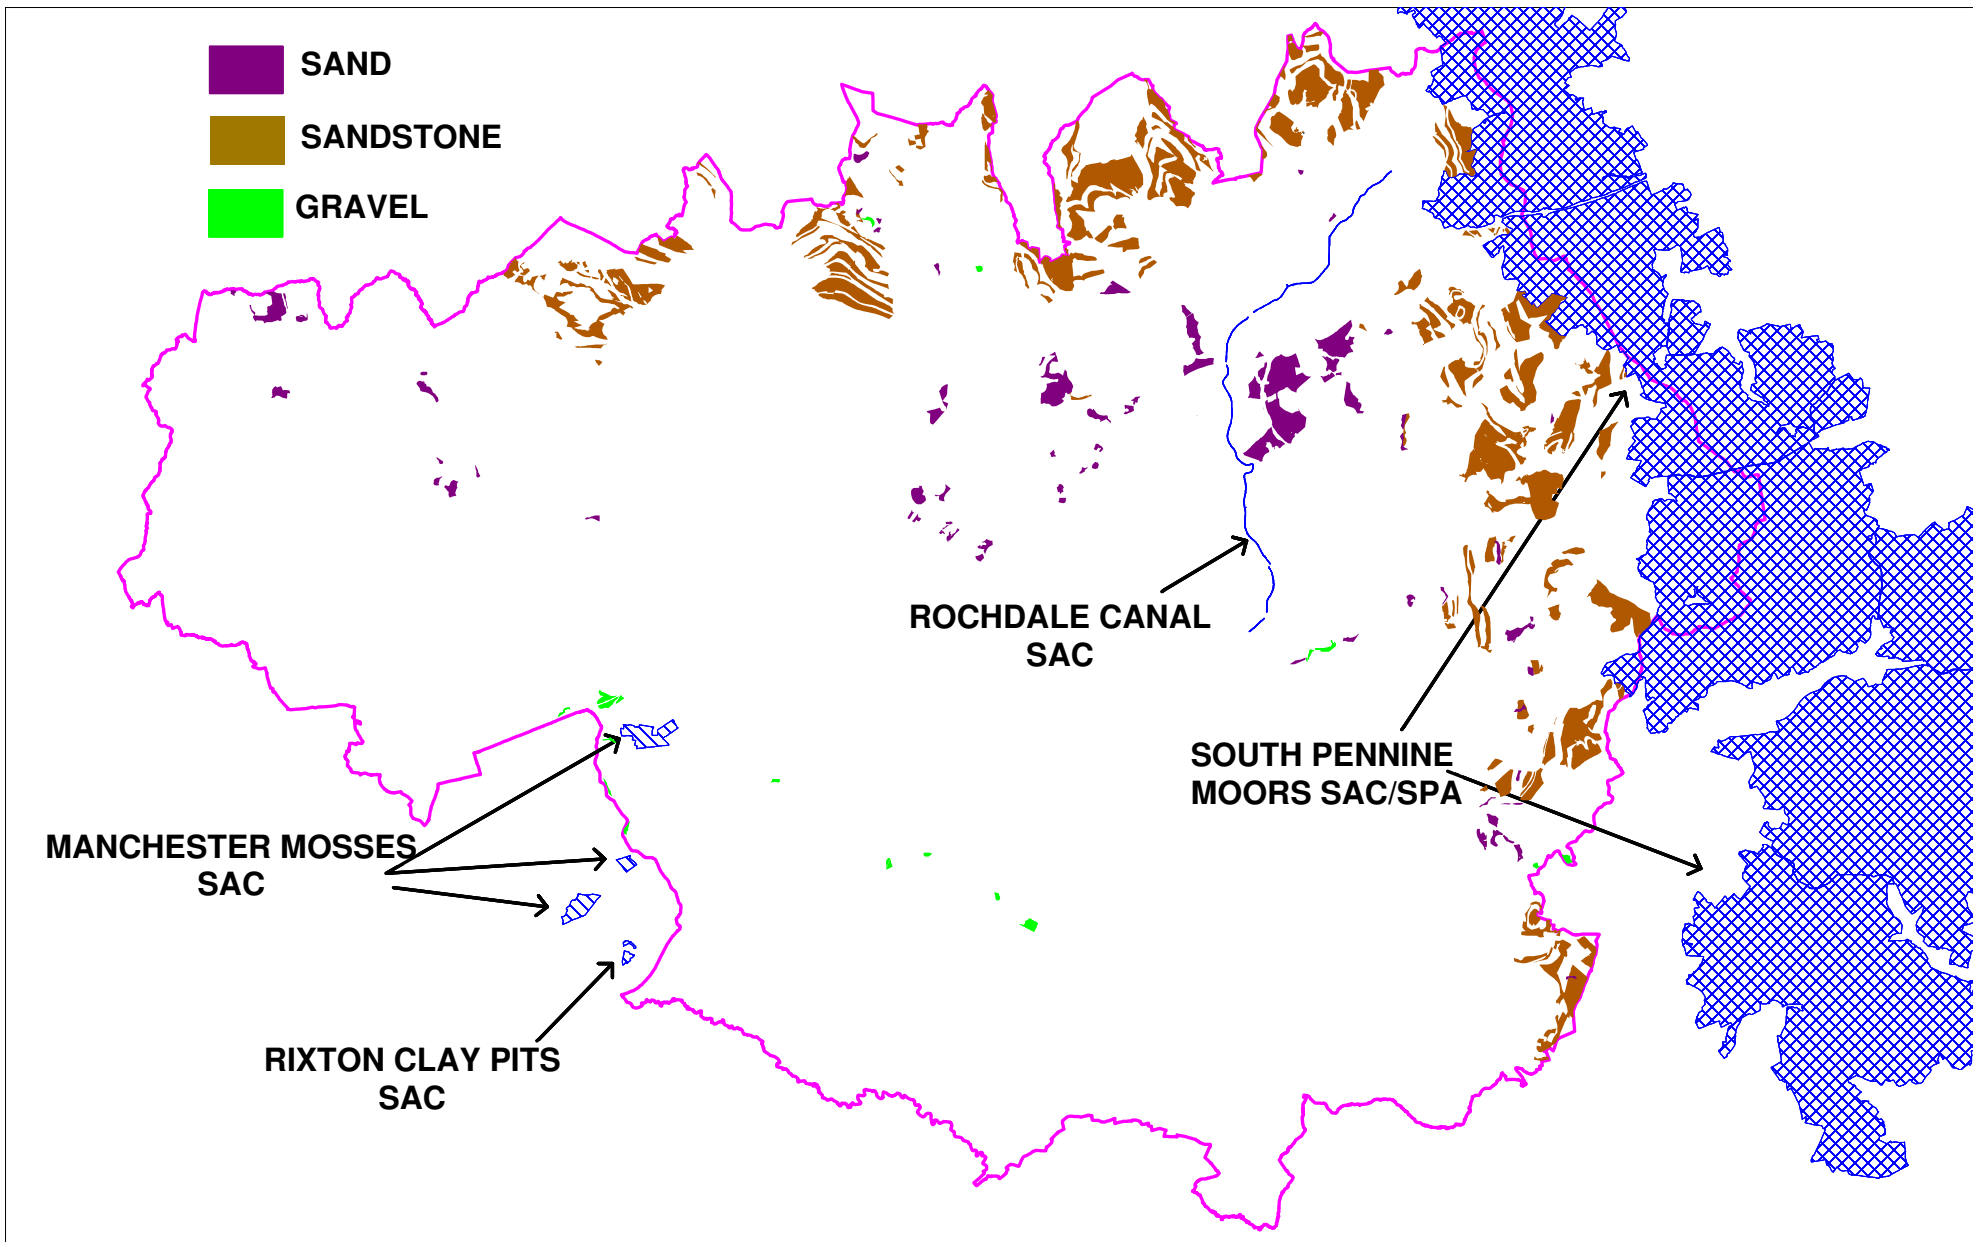 SAND
SANDSTONE
GRAVEL
ROCHDALE CANAL
SAC
SOUTH PENNINE
MOORS SAC/SPA
MANCHESTER MOSSES
SAC
RIXTON CLAY PITS
SAC